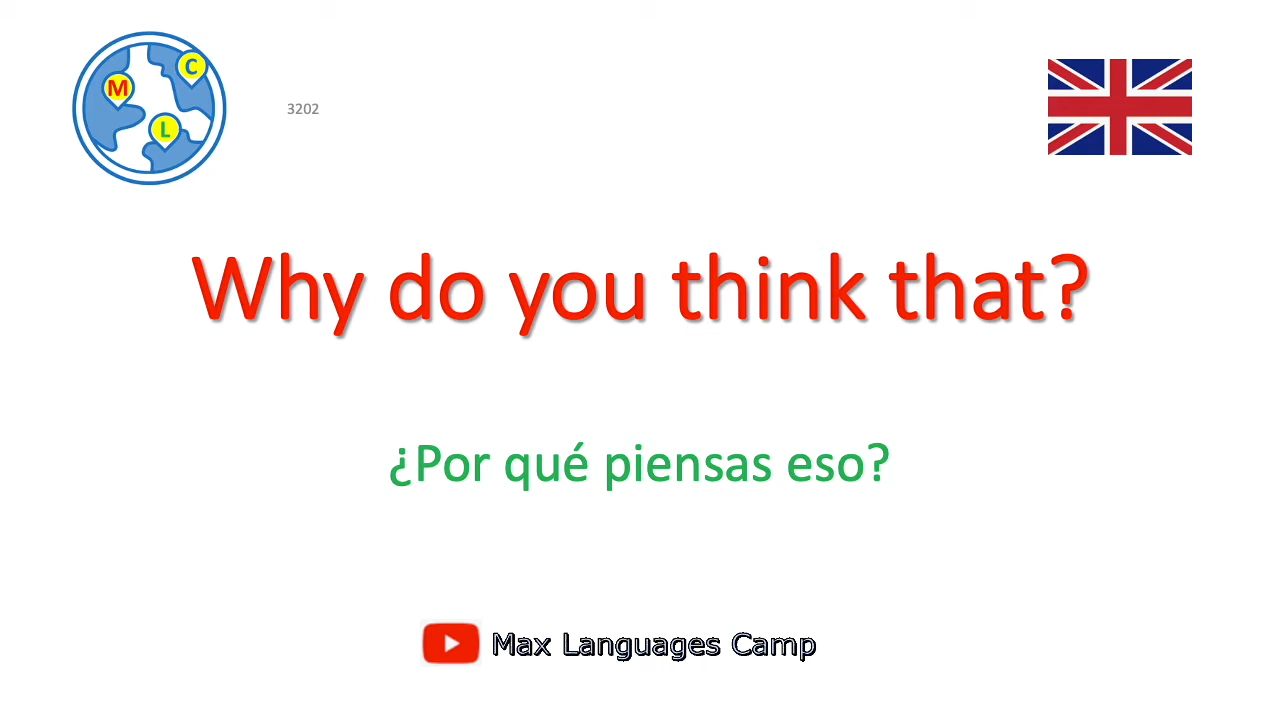 C
M
L
3202
Why do you think that?
¿Por qué piensas eso?
Max Languages Camp